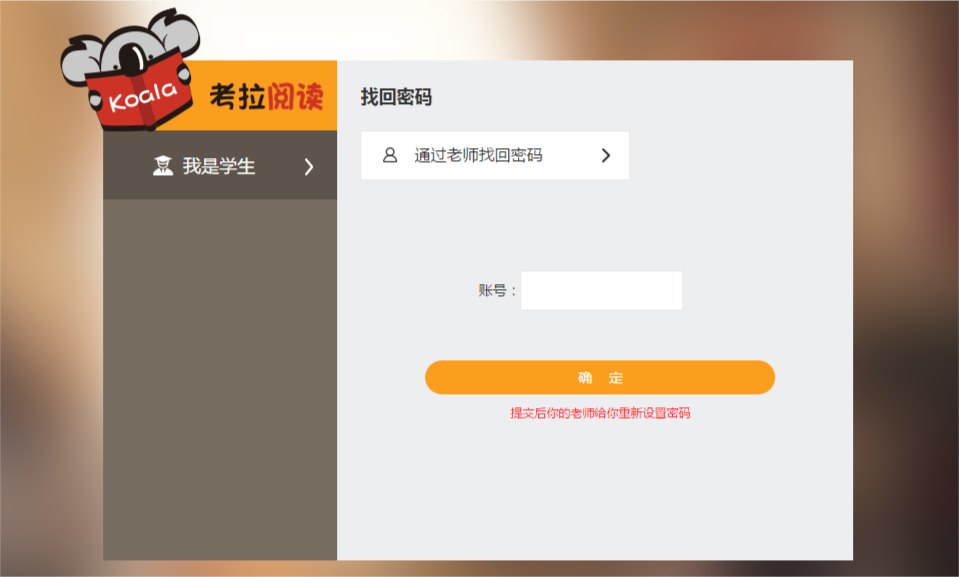 Koala
考拉阅读
我是学生
找回密码
通过老师找回密码
账号：
确 定
提交后你的老师给你重新设置密码